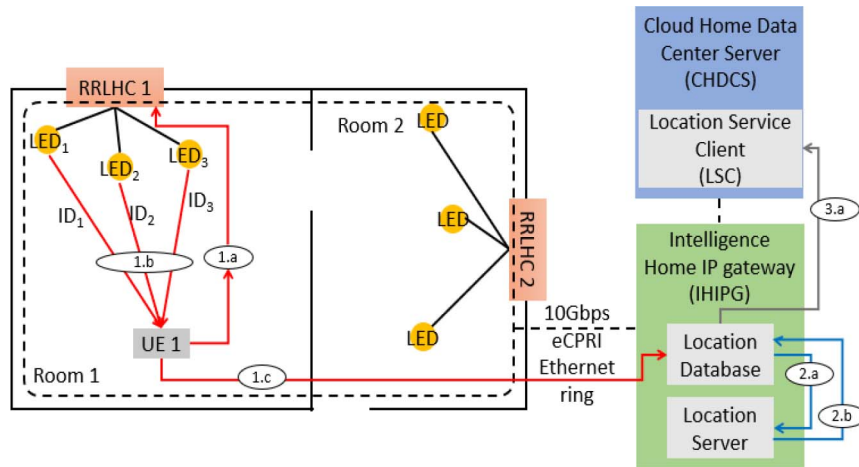 Cloud Home Data
Center Server
(CHDCS)
Location Service
Client
(LSC)
RRLHC 1
Room 2
LED
LED1
LED2
LED3
ID1
ID2
ID3
1.b
1.a
LED
LED
RRLHC 2
3.a
Intelligence
Home IP gateway
(IHIPG)
10Gbps
eCPRI
Ethernet
ring
UE 1
Room 1
1.c
Location
Database
2.a
2.b
Location
Server